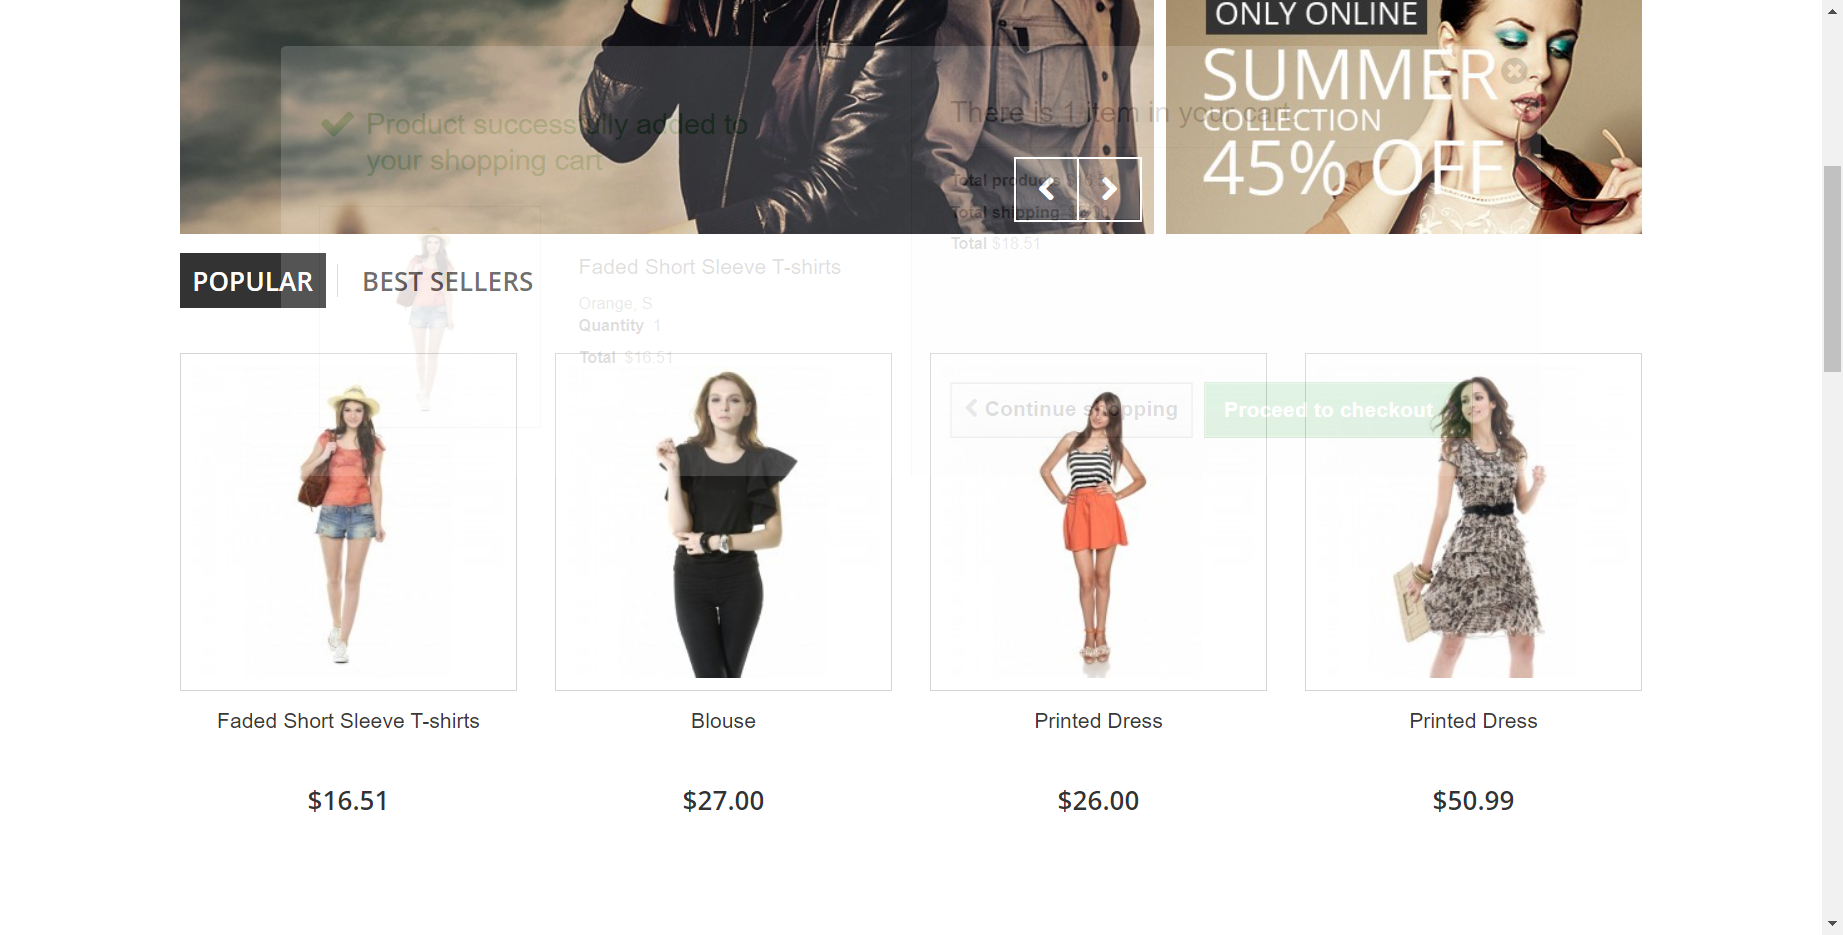 ONLY ONLINE
SUMMER
COLLECTION
45% OFF
Product successfully added to
your shopping cart
There is 1 item in your cart.
Total products
Total shipping
Total $18.51
Faded Short Sleeve T-shirts
Orange, S
Quantity 1
Total $16.51
Continue shopping
Proceed to checkout
POPULAR
BEST SELLERS
Faded Short Sleeve T-shirts
Blouse
Printed Dress
Printed Dress
$16.51
$27.00
$26.00
$50.99